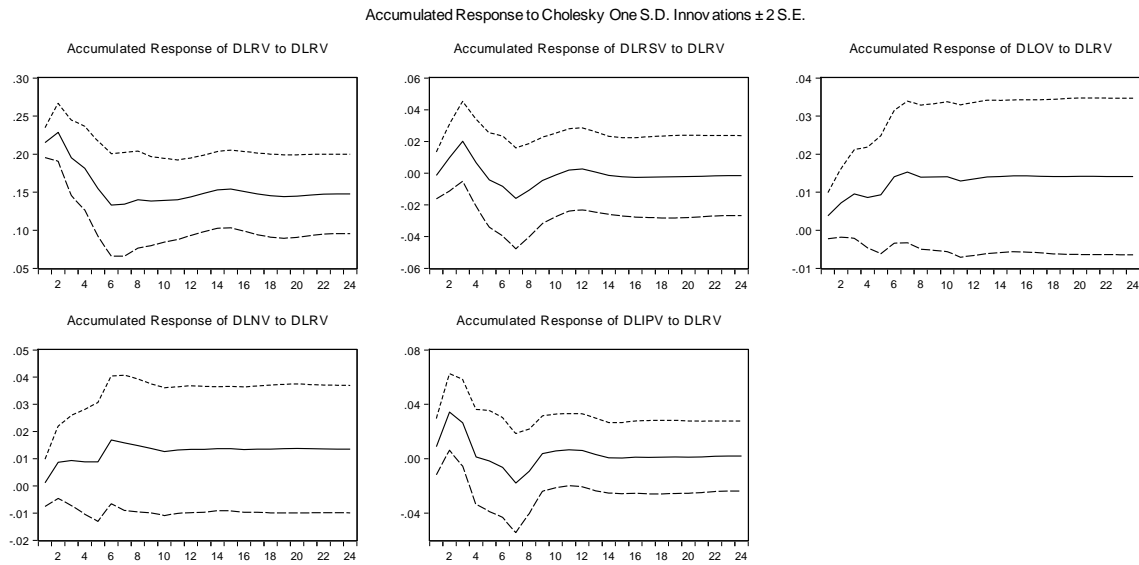 Accumulated Response to Cholesky One S.D. Innovations ± 2 S.E.
Accumulated Response of DLRV to DLRV
.30
.25
.20
.15
.10
.05
2 4 6 8 10 12 14 16 18 20 22 24
Accumulated Response of DLRSV to DLRV
.06
.04
.02
.00
-.02
-.04
-.06
2 4 6 8 10 12 14 16 18 20 22 24
Accumulated Response of DLOV to DLRV
.04
.03
.02
.01
.00
-.01
2 4 6 8 10 12 14 16 18 20 22 24
Accumulated Response of DLNV to DLRV
.05
.04
.03
.02
.01
.00
-.01
-.02
2 4 6 8 10 12 14 16 18 20 22 24
Accumulated Response of DLIPV to DLRV
.08
.04
.00
-.04
2 4 6 8 10 12 14 16 18 20 22 24